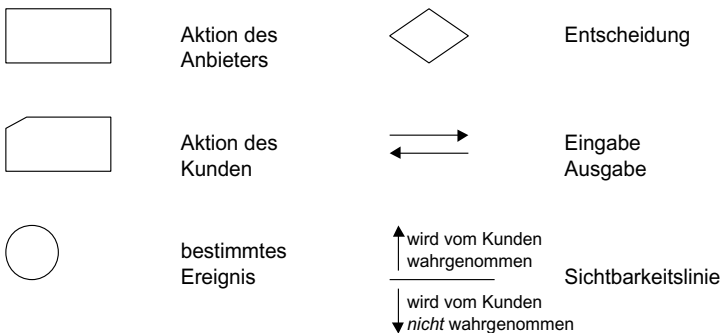 Aktion des
Anbieters
Entscheidung
Aktion des
Kunden
Eingabe
Ausgabe
bestimmtes
Ereignis
wird vom Kunden
wahrgenommen
Sichtbarkeitslinie
wird vom Kunden
nicht wahrgenommen